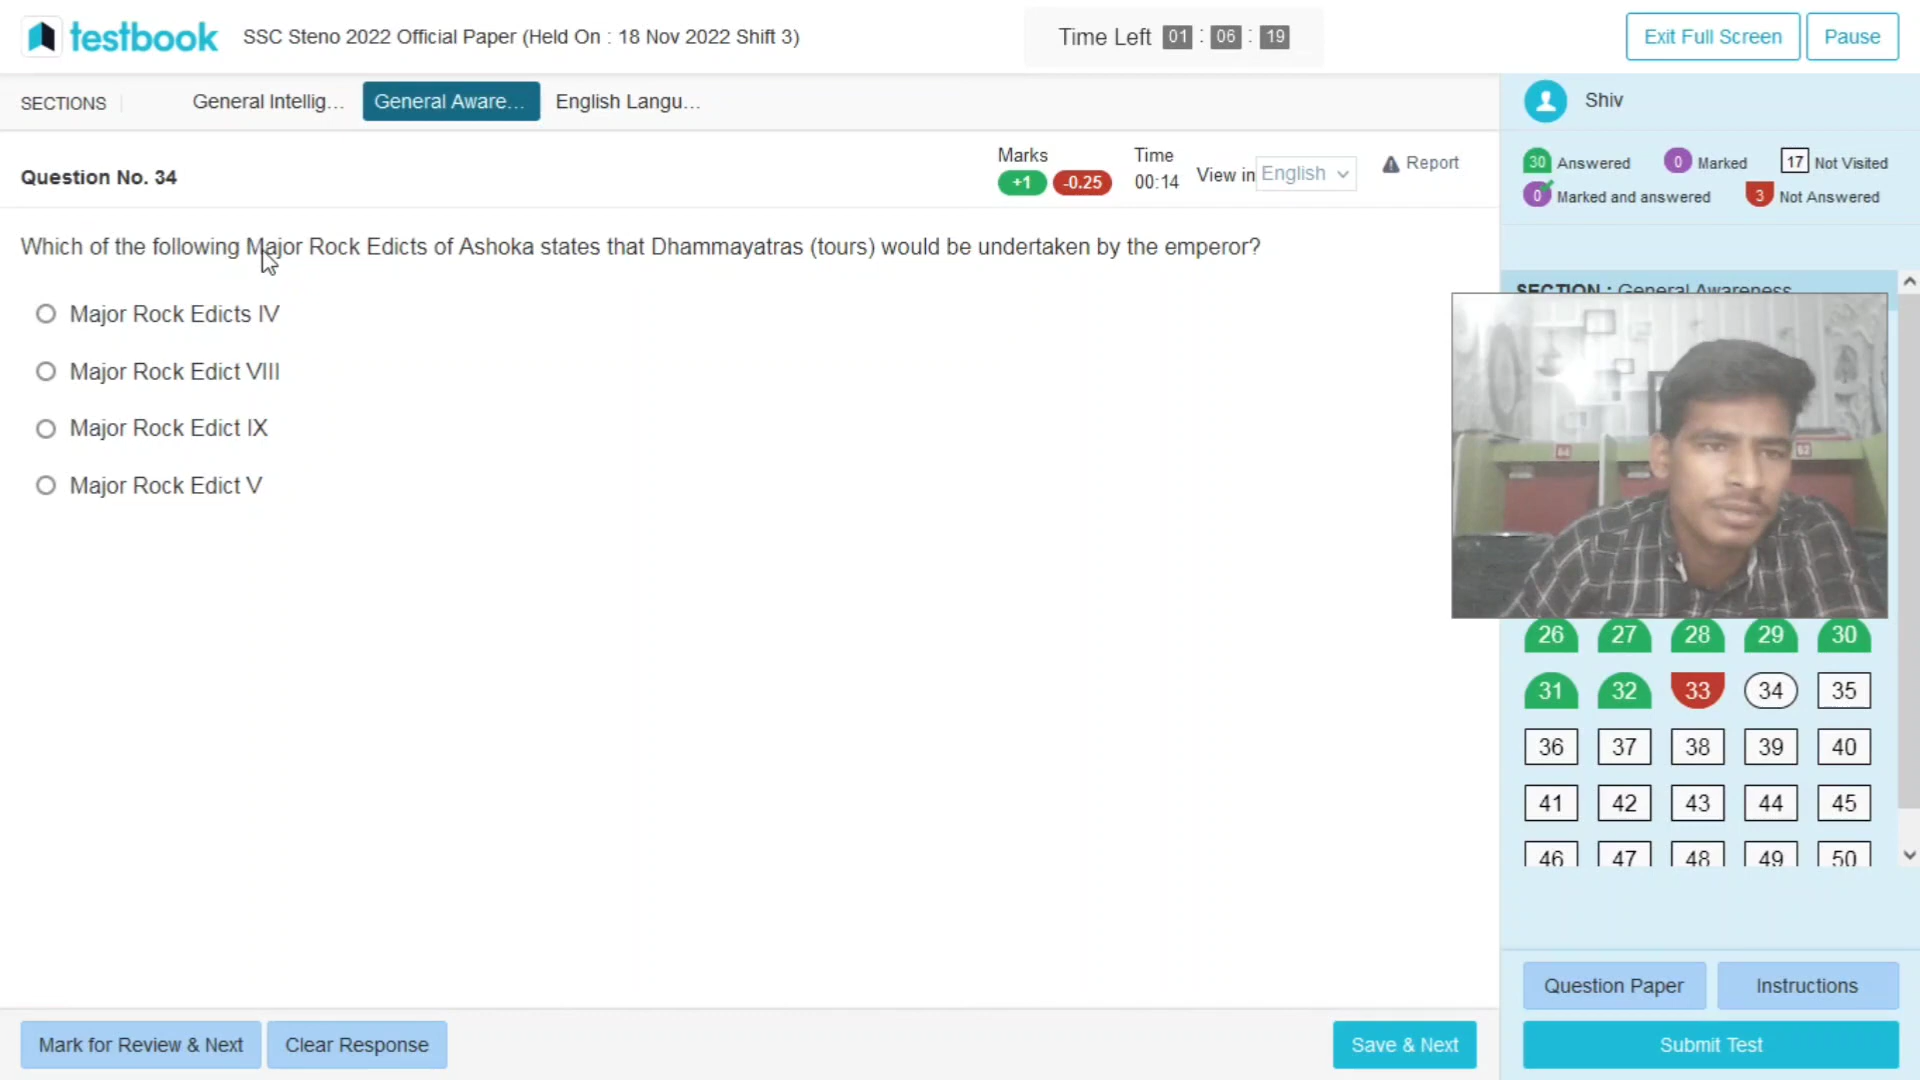 testbook
SSC Steno 2022 Official Paper (Held On : 18 Nov 2022 Shift 3)
Time Left 01 : 06 : 19
Exit Full Screen
Pause
SECTIONS
General Intellig...
General Aware...
English Langu...
Shiv
30 Answered
0 Marked
17 Not Visited
0 Marked and answered
3 Not Answered
Question No. 34
Marks
+1 -0.25
Time
00:14
View in English
Report
Which of the following Major Rock Edicts of Ashoka states that Dhammayatras (tours) would be undertaken by the emperor?
Major Rock Edicts IV
Major Rock Edict VIII
Major Rock Edict IX
Major Rock Edict V
SECTION : General Awareness
26 27 28 29 30
31 32 33 34 35
36 37 38 39 40
41 42 43 44 45
46 47 48 49 50
Question Paper
Instructions
Mark for Review & Next
Clear Response
Save & Next
Submit Test